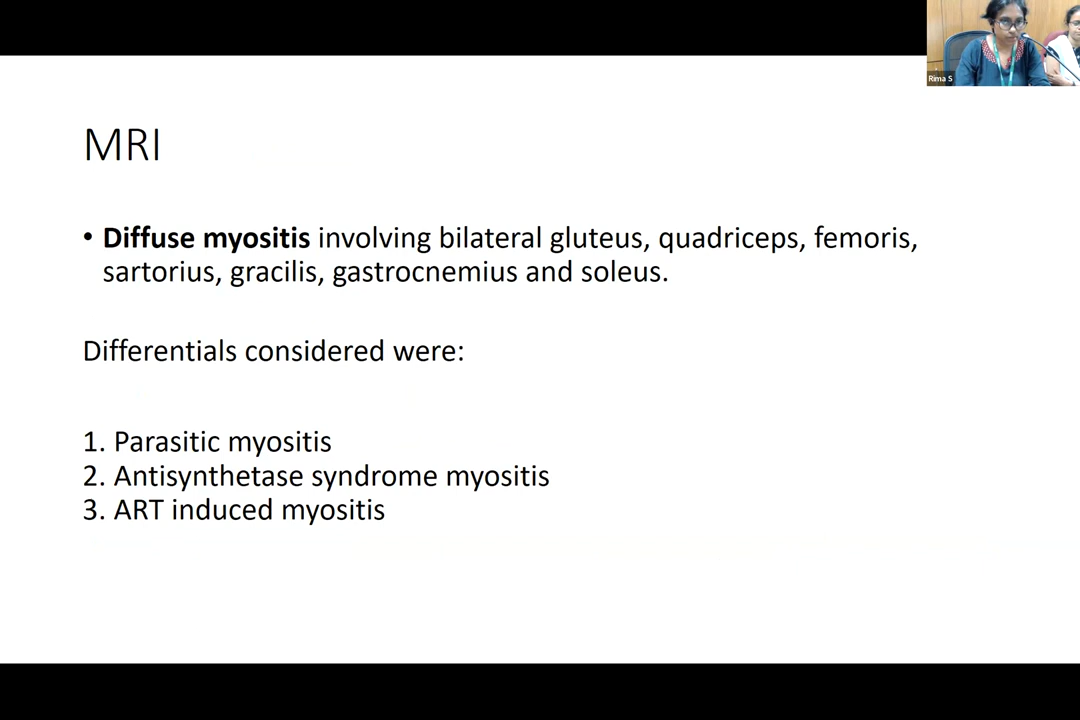 Rima S
MRI
• Diffuse myositis involving bilateral gluteus, quadriceps, femoris,
sartorius, gracilis, gastrocnemius and soleus.
Differentials considered were:
1. Parasitic myositis
2. Antisynthetase syndrome myositis
3. ART induced myositis